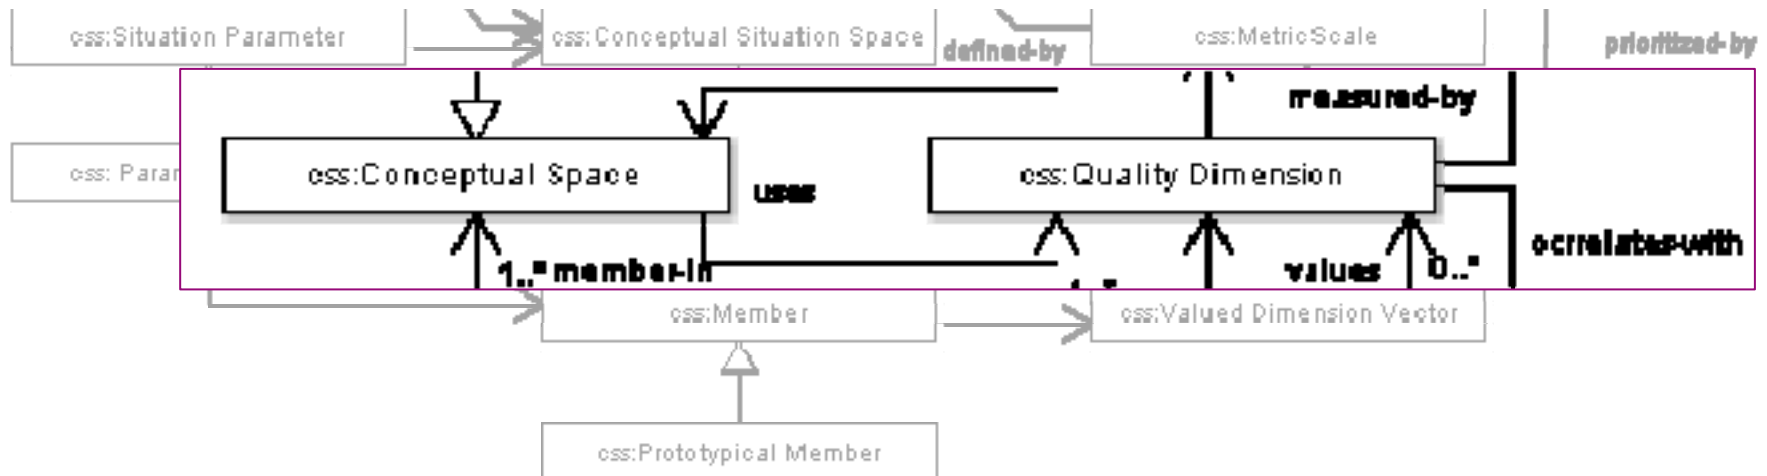 css:Situation Parameter
css:Conceptual Situation Space
defined-by
css:MetricScale
prioritized-by
measured-by
css:Conceptual Space
uses
css:Quality Dimension
css: Para
correlates-with
1..* member-in
values
0..*
css:Member
css:Valued Dimension Vector
css:Prototypical Member